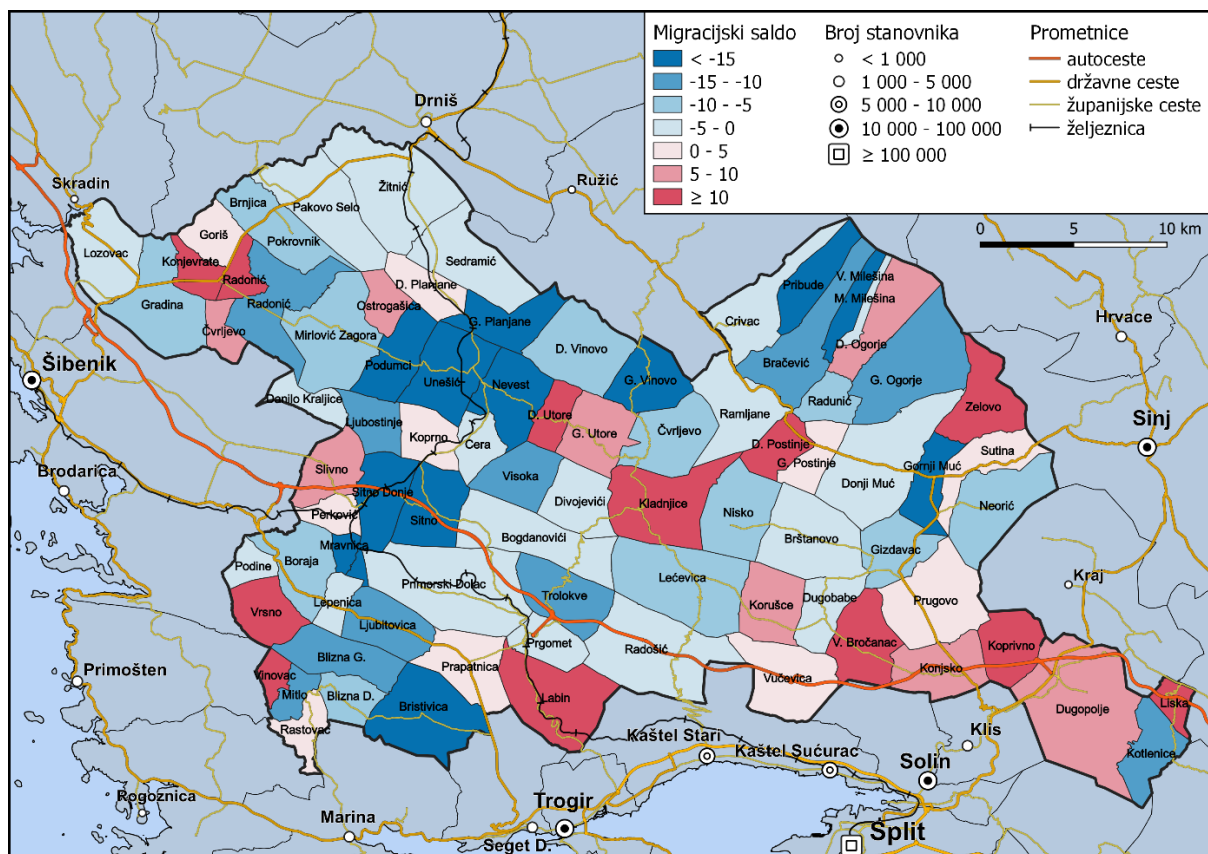 Migracijski saldo
< -15
-15 - -10
-10 - -5
-5 - 0
0 - 5
5 - 10
≥ 10
Broj stanovnika
< 1 000
1 000 - 5 000
5 000 - 10 000
10 000 - 100 000
≥ 100 000
Prometnice
autoceste
državne ceste
županijske ceste
željeznica
0 5 10 km
Drniš
Skradin
Ružić
Žitnić
Brnjica
Pakovo Selo
Goriš
Pokrovnik
Lozovac
Konjevrate
Radonić
Sedramić
D. Planjane
Ostrogašica
Radonić
Gradina
Čvrljevo
Mirlović Zagora
G. Planjane
V. Milešina
Pribude
M. Milešina
Crivac
D. Ogorje
Bračević
G. Ogorje
Hrvace
Šibenik
Podumci
Unešić
Nevest
D. Vinovo
G. Vinovo
Radunić
Zelovo
Danilo Kraljice
Ljubostinje
Koprno
Cera
D. Utore
G. Utore
Čvrljevo
Ramljane
D. Postinje
G. Postinje
Sinj
Sutina
Gornji Muć
Donji Muć
Slivno
Visoka
Brodarica
Sitno Donje
Divojevići
Kladnjice
Nisko
Neorić
Perković
Sitno
Bogdanovići
Brštanovo
Gizdavac
Mravnica
Boraja
Podine
Primorski Dolac
Lećevica
Kraj
Trolokve
Dugobabe
Korušce
Prugovo
Vrsno
Lepenica
Ljubitovica
Prgomet
Radošić
V. Bročanac
Koprivno
Konjsko
Blizna G.
Prapatnica
Vučevica
Primošten
Vinovac
Mitlo
Blizna D.
Bristivica
Labin
Liska
Dugopolje
Rastovac
Kaštel Stari
Kaštel Sućurac
Klis
Kotlenice
Solin
Rogoznica
Marina
Trogir
Seget D.
Split